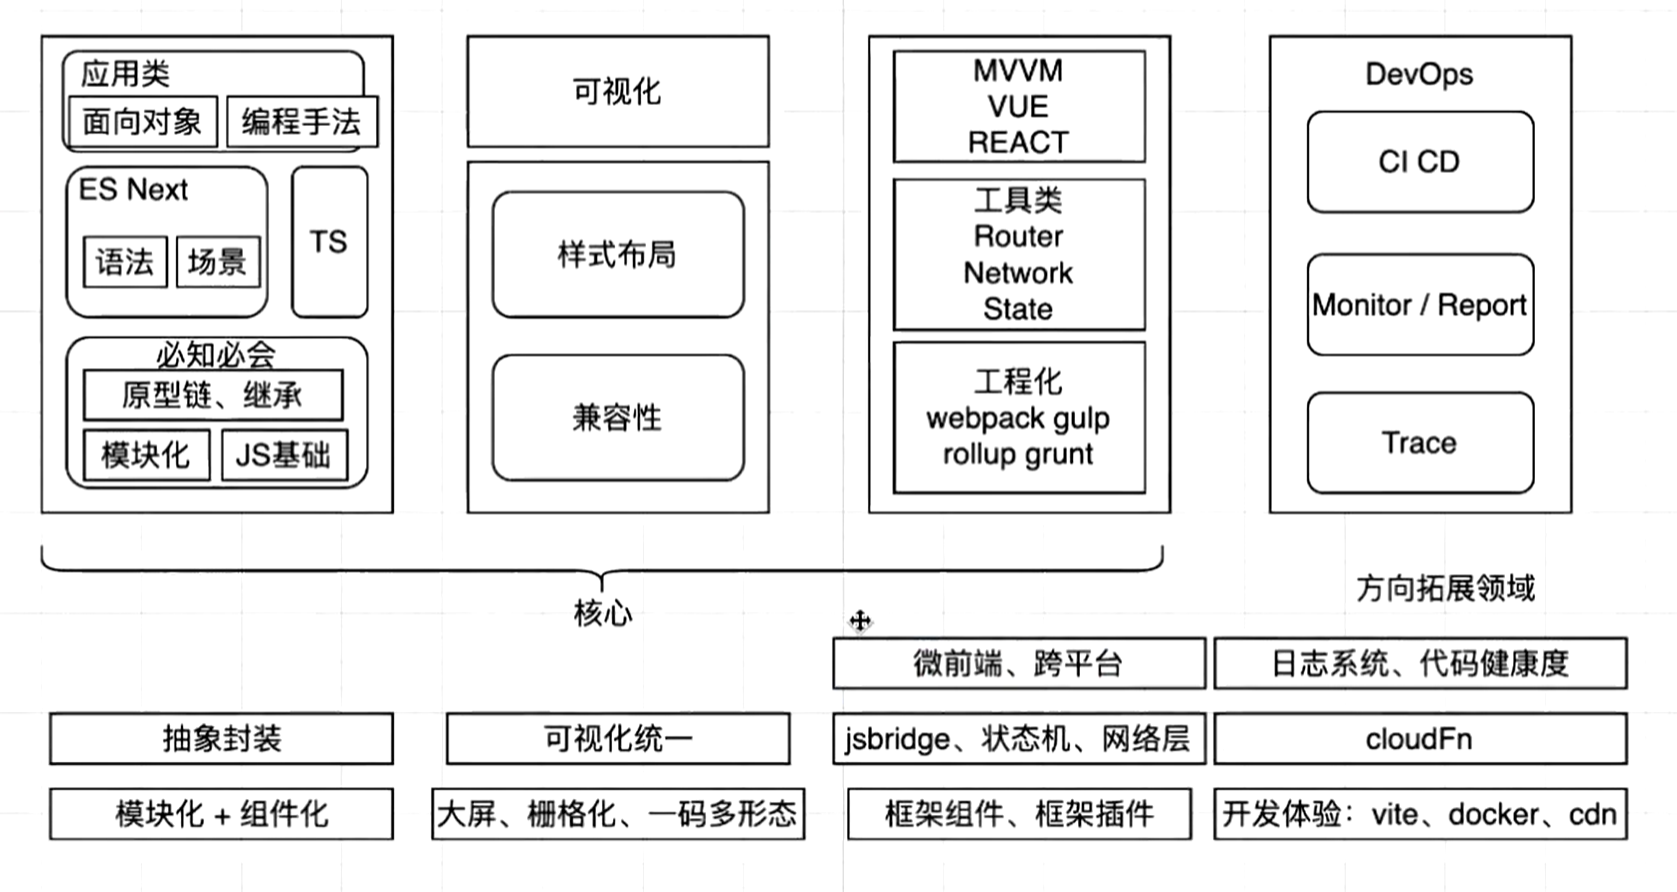 应用类
面向对象
编程手法
ES Next
语法
场景
TS
必知必会
原型链、继承
模块化
JS基础
可视化
样式布局
兼容性
MVVM
VUE
REACT
工具类
Router
Network
State
工程化
webpack gulp
rollup grunt
DevOps
CI CD
Monitor / Report
Trace
核心
方向拓展领域
微前端、跨平台
日志系统、代码健康度
抽象封装
可视化统一
jsbridge、状态机、网络层
cloudFn
模块化 + 组件化
大屏、栅格化、一码多形态
框架组件、框架插件
开发体验：vite、docker、cdn